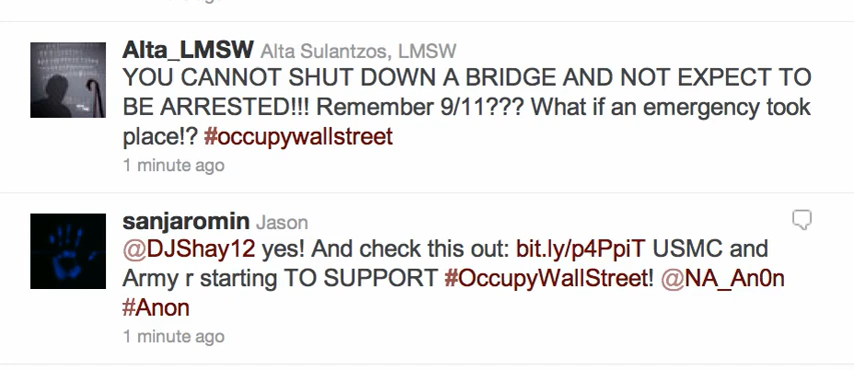 Alta_LMSW Alta Sulantzos, LMSW
YOU CANNOT SHUT DOWN A BRIDGE AND NOT EXPECT TO
BE ARRESTED!!! Remember 9/11??? What if an emergency took
place!? #occupywallstreet
1 minute ago
sanjaromin Jason
@DJShay12 yes! And check this out: bit.ly/p4PpiT USMC and
Army r starting TO SUPPORT #OccupyWallStreet! @NA_An0n
#Anon
1 minute ago